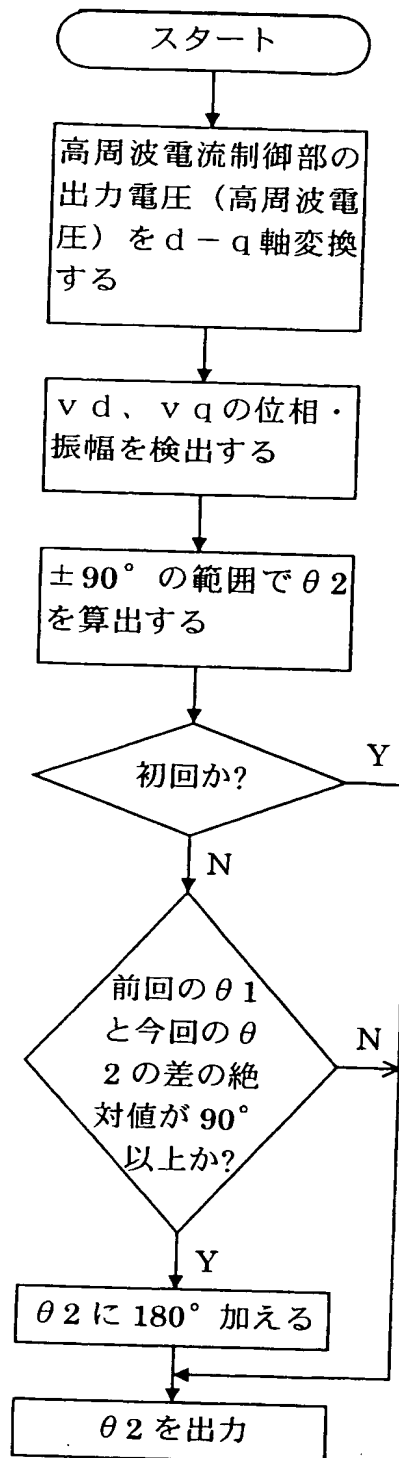 スタート
高周波電流制御部の
出力電圧（高周波電
圧）をｄ－ｑ軸変換
する
ｖｄ、ｖｑの位相・
振幅を検出する
±90°の範囲でθ2
を算出する
初回か?
Y
N
前回のθ1
と今回のθ
2の差の絶
対値が90°
以上か?
N
Y
θ2に180°加える
θ2を出力